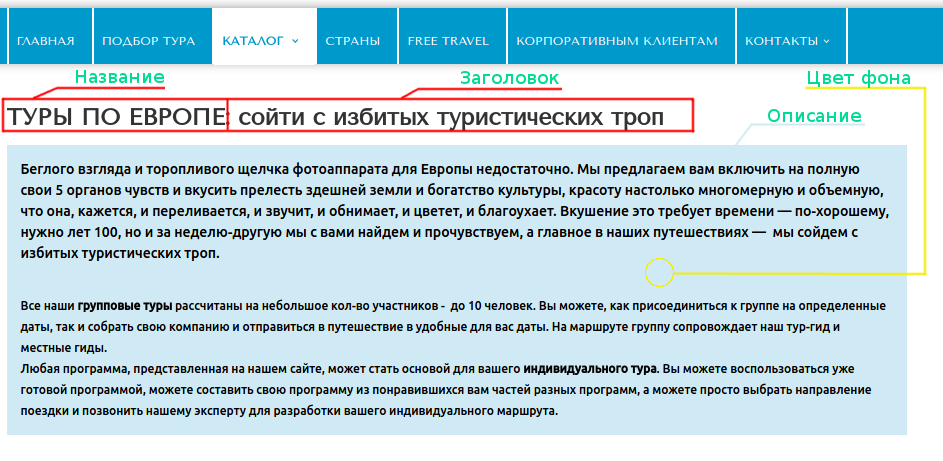 ГЛАВНАЯ ПОДБОР ТУРА КАТАЛОГ СТРАНЫ FREE TRAVEL КОРПОРАТИВНЫМ КЛИЕНТАМ КОНТАКТЫ
Название Заголовок Цвет фона
ТУРЫ ПО ЕВРОПЕ: сойти с избитых туристических троп
Описание
Беглого взгляда и торопливого щелчка фотоаппарата для Европы недостаточно. Мы предлагаем вам включить на полную
свои 5 органов чувств и вкусить прелесть здешней земли и богатство культуры, красоту настолько многомерную и объемную,
что она, кажется, и переливается, и звучит, и обнимает, и цветет, и благоухает. Вкушение это требует времени — по-хорошему,
нужно лет 100, но и за неделю-другую мы с вами найдем и прочувствуем, а главное в наших путешествиях — мы сойдем с
избитых туристических троп.
Все наши групповые туры рассчитаны на небольшое кол-во участников - до 10 человек. Вы можете, как присоединиться к группе на определенные
даты, так и собрать свою компанию и отправиться в путешествие в удобные для вас даты. На маршруте группу сопровождает наш тур-гид и
местные гиды.
Любая программа, представленная на нашем сайте, может стать основой для вашего индивидуального тура. Вы можете воспользоваться уже
готовой программой, можете составить свою программу из понравившихся вам частей разных программ, а можете просто выбрать направление
поездки и позвонить нашему эксперту для разработки вашего индивидуального маршрута.